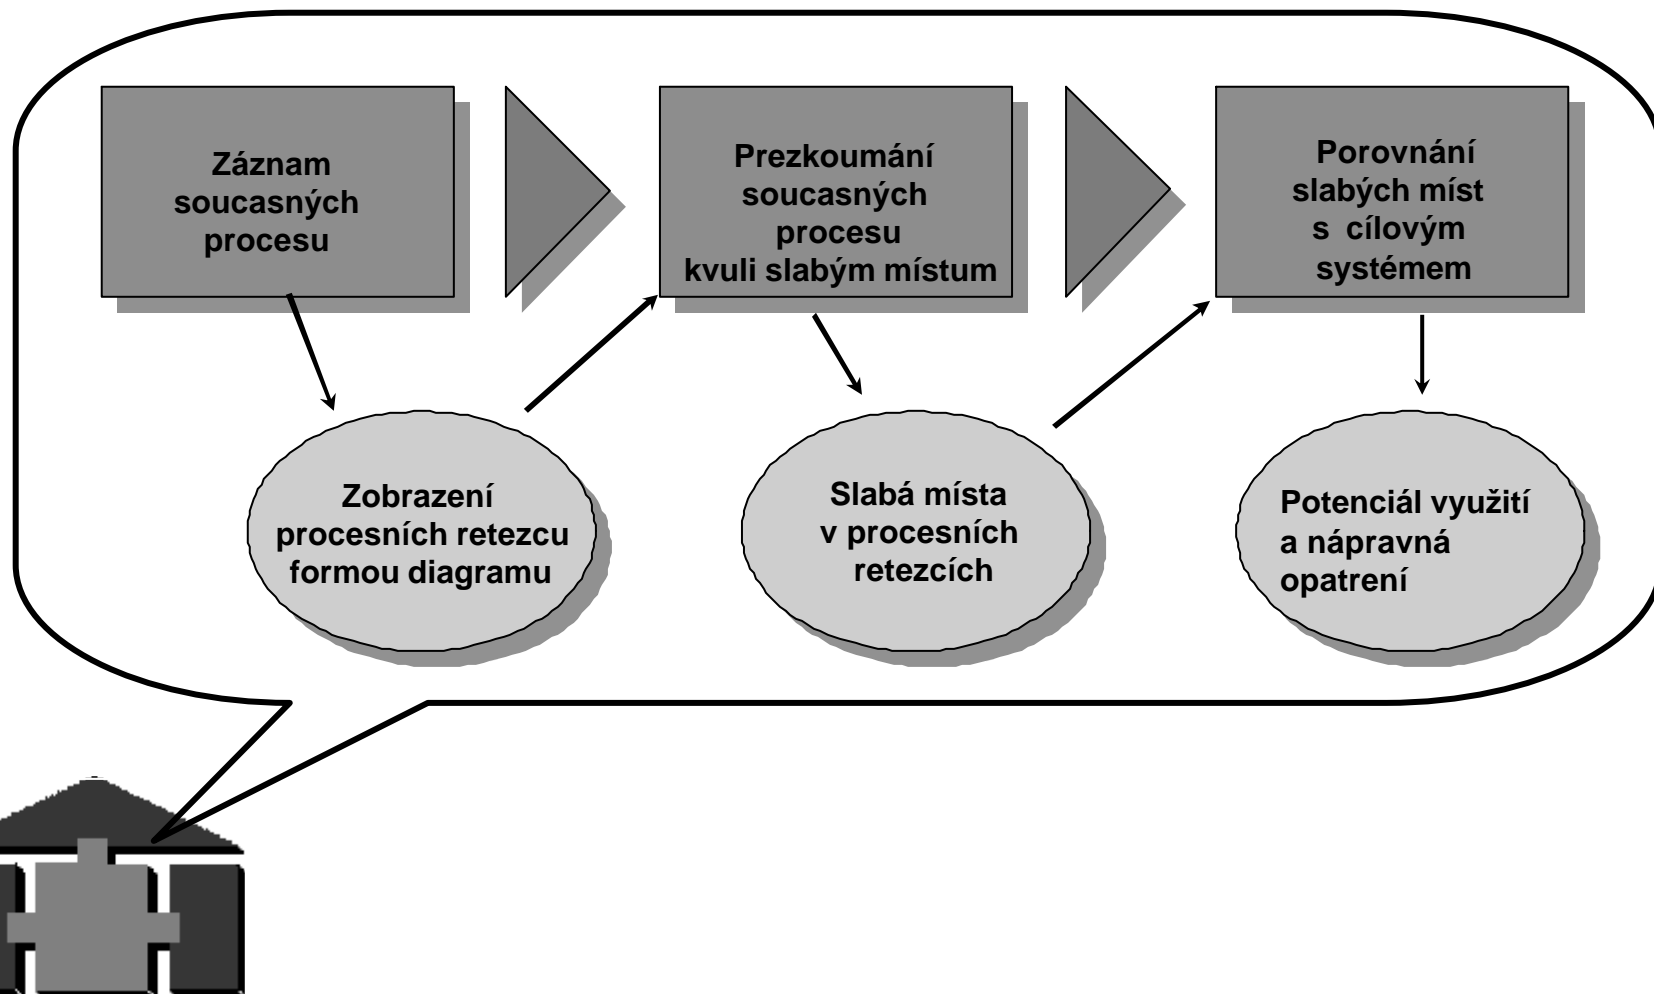 Záznam
soucasných
procesu
Prezkoumání
soucasných
procesu
kvuli slabým místum
Porovnání
slabých míst
s  cílovým
systémem
Zobrazení
procesních retezcu
formou diagramu
Slabá místa
v procesních
retezcích
Potenciál využití
a nápravná
opatrení